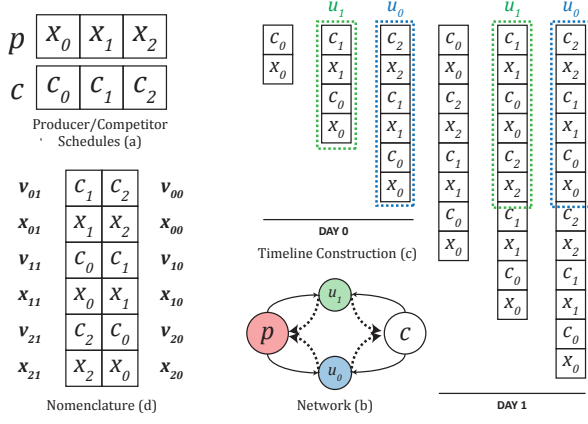 p x₀ x₁ x₂
c c₀ c₁ c₂
Producer/Competitor
Schedules (a)
v₀₁ c₁ c₂ v₀₀
x₀₁ x₁ x₂ x₀₀
v₁₁ c₀ c₁ v₁₀
x₁₁ x₀ x₁ x₁₀
v₂₁ c₂ c₀ v₂₀
x₂₁ x₂ x₀ x₂₀
Nomenclature (d)
u₁ u₀
c₀ c₁ c₂
x₀ x₁ x₂
c₀ c₁
x₀ x₁
c₀
x₀
DAY 0
Timeline Construction (c)
u₁
p c
u₀
Network (b)
u₁ u₀
c₀ c₁ c₂
x₀ x₁ x₂
c₂ c₀ c₁
x₂ x₀ x₁
c₁ c₂ c₀
x₁ x₂ x₀
c₀ c₁ c₂
x₀ x₁ x₂
c₀ c₁
x₀ x₁
c₀
x₀
DAY 1